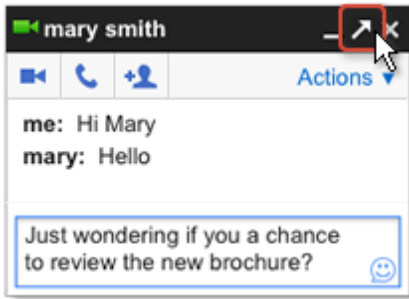 mary smith
Actions
me: Hi Mary
mary: Hello
Just wondering if you a chance
to review the new brochure?